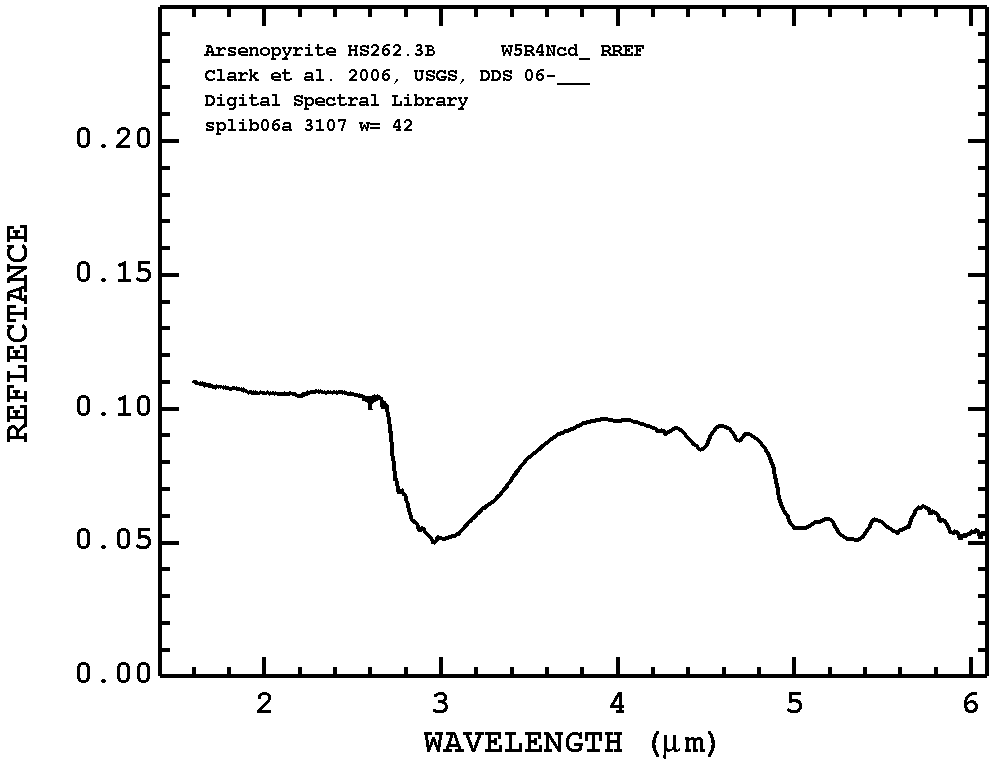 Arsenopyrite HS262.3B W5R4Ncd_ RREF
Clark et al. 2006, USGS, DDS 06-___
Digital Spectral Library
splib06a 3107 w= 42
0.20
0.15
0.10
0.05
0.00
REFLECTANCE
2 3 4 5 6
WAVELENGTH (μm)